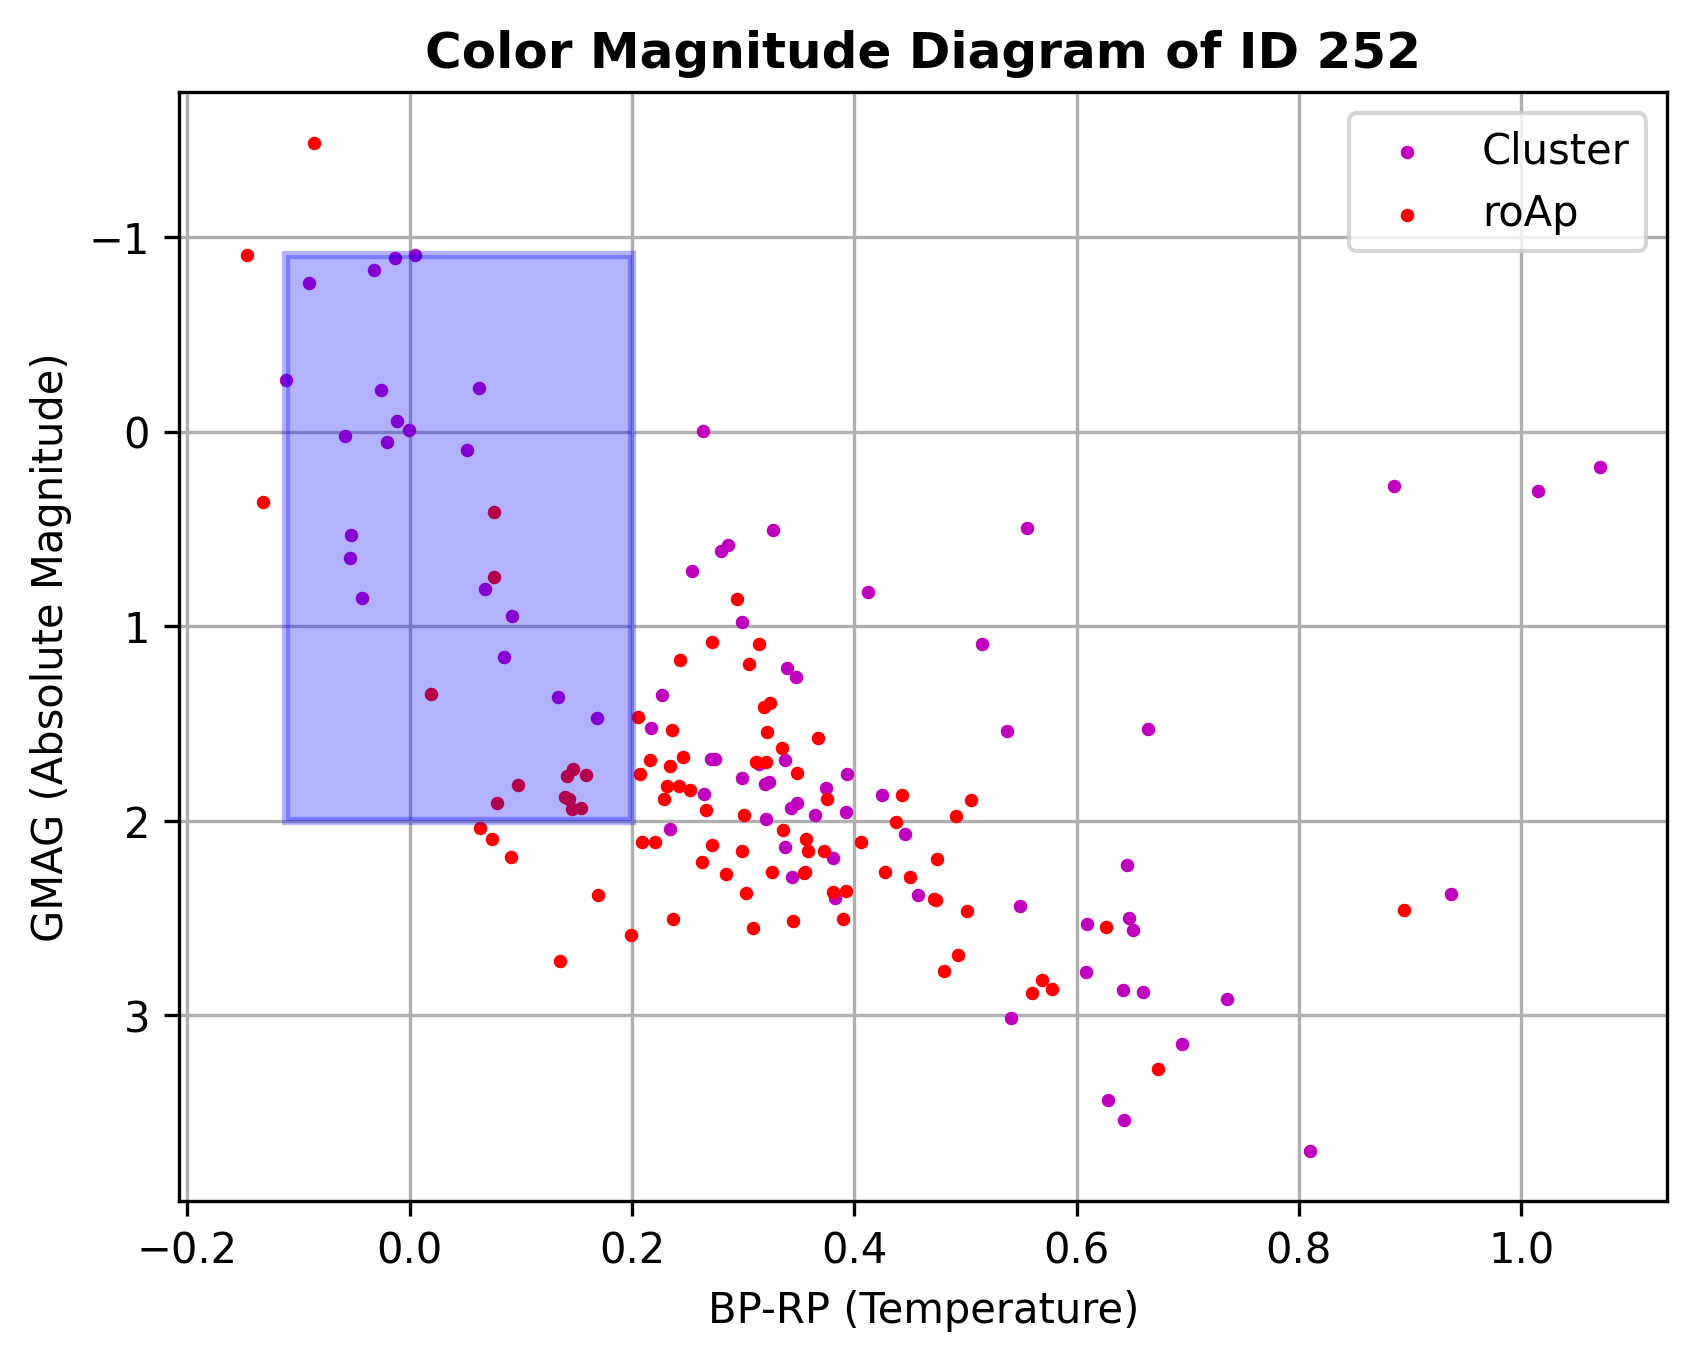 Color Magnitude Diagram of ID 252
Cluster
roAp
GMAG (Absolute Magnitude)
−1
0
1
2
3
−0.2 0.0 0.2 0.4 0.6 0.8 1.0
BP-RP (Temperature)